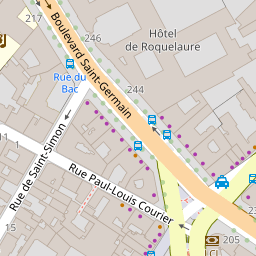 217
246
Hôtel
de Roquelaure
Boulevard Saint-Germain
Rue du
Bac
244
Rue de Saint-Simon
Rue Paul-Louis Courier
242
205